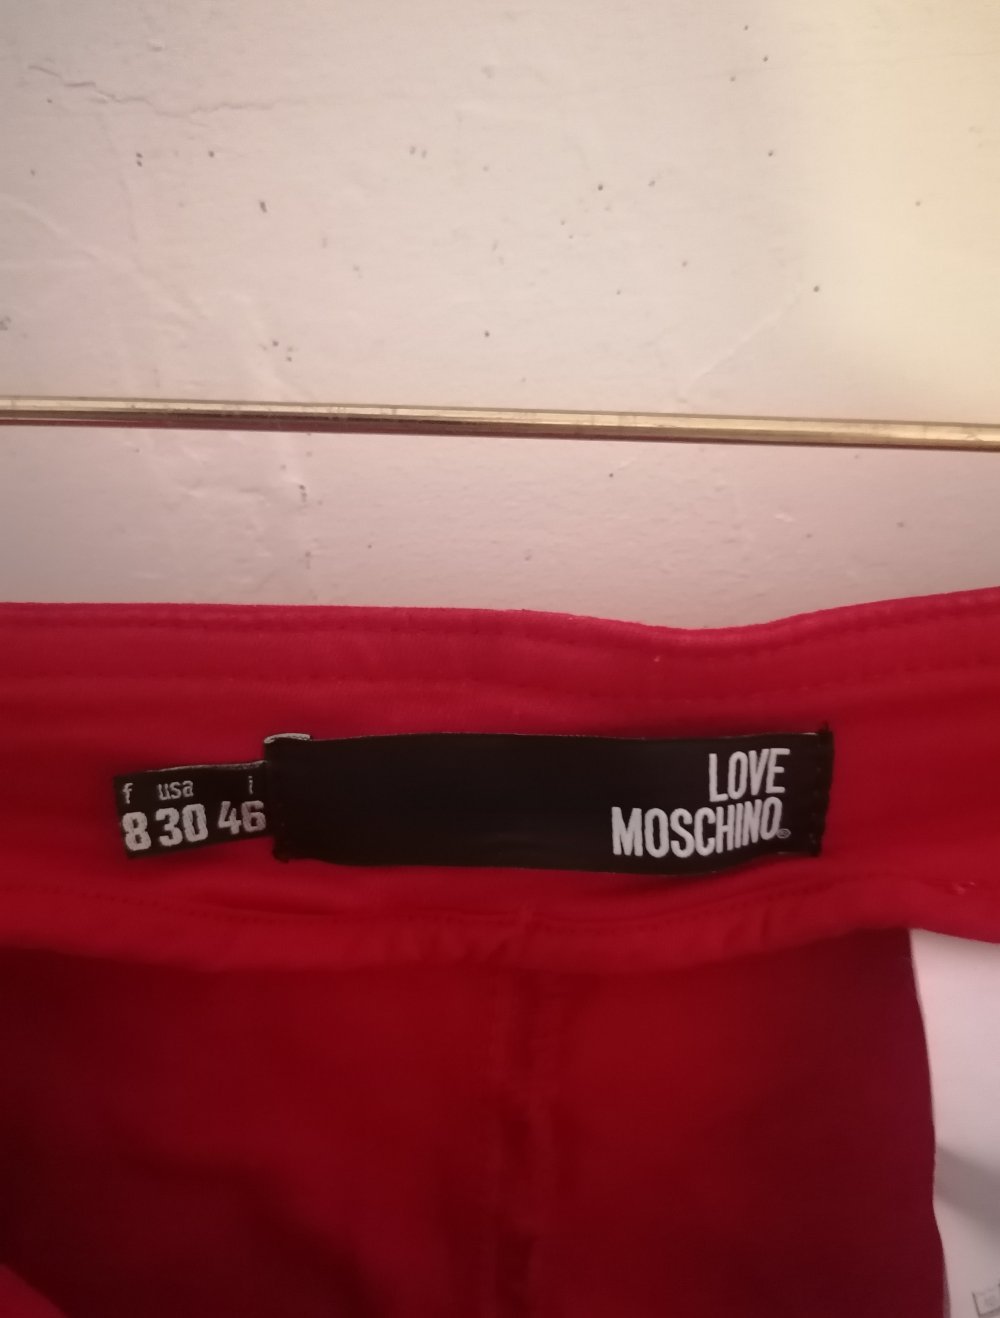 f usa i
8 30 46
LOVE
MOSCHINO®